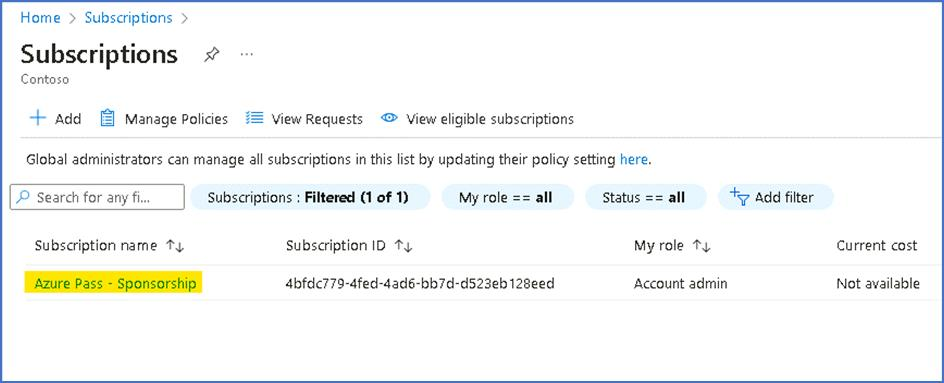 Home > Subscriptions >
Subscriptions ...
Contoso
+ Add Manage Policies View Requests View eligible subscriptions
Global administrators can manage all subscriptions in this list by updating their policy setting here.
Search for any fi... Subscriptions : Filtered (1 of 1) My role == all Status == all Add filter
Subscription name ↑↓ Subscription ID ↑↓ My role ↑↓ Current cost
Azure Pass - Sponsorship 4bfdc779-4fed-4ad6-bb7d-d523eb128eed Account admin Not available